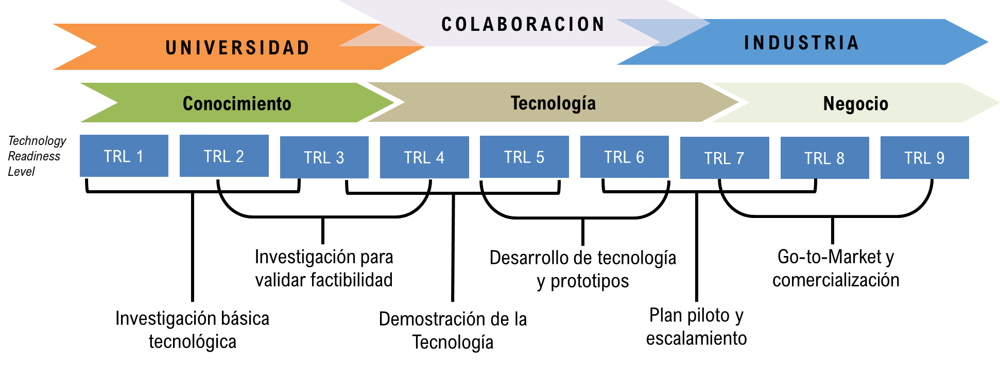 UNIVERSIDAD
COLABORACION
INDUSTRIA
Conocimiento
Tecnología
Negocio
Technology
Readiness
Level
TRL 1
TRL 2
TRL 3
TRL 4
TRL 5
TRL 6
TRL 7
TRL 8
TRL 9
Investigación para
validar factibilidad
Desarrollo de tecnología
y prototipos
Go-to-Market y
comercialización
Investigación básica
tecnológica
Demostración de la
Tecnología
Plan piloto y
escalamiento